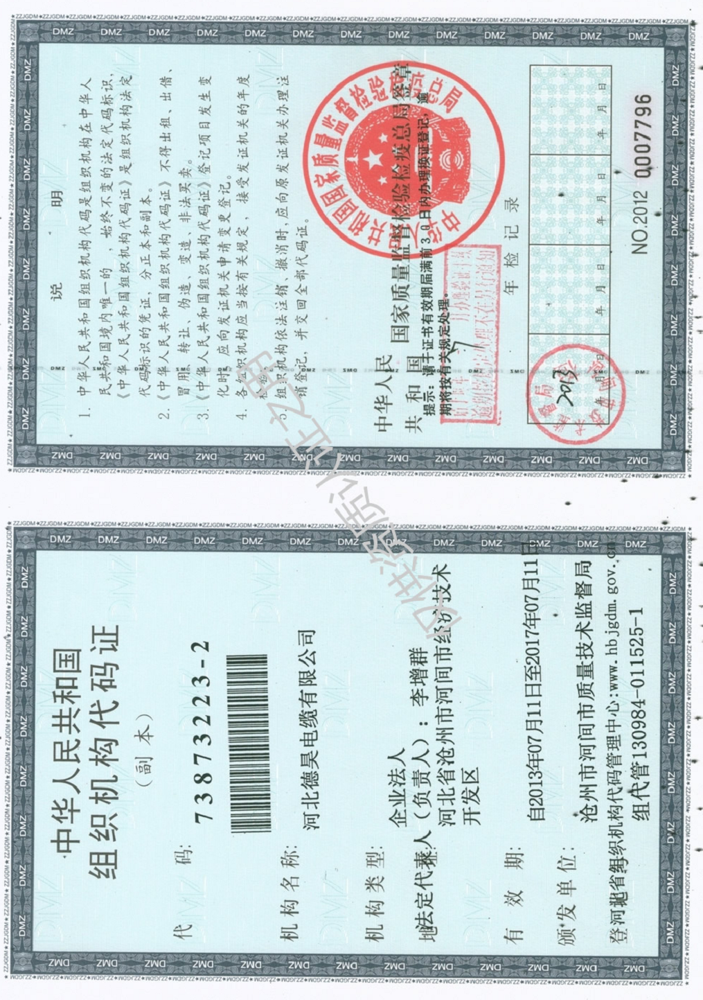 中华人民共和国
组织机构代码证
(副本)
代 码:
73873223-2
机构名称:
河北德昊电缆有限公司
机构类型:
企业法人
法定代表人(负责人):李增群
地
河北省沧州市河间市经济技术
开发区
有 效 期:
自2013年07月11日至2017年07月11日
颁发单位:
沧州市河间市质量技术监督局
登
河北省组织机构代码管理中心:www.hbjgdm.gov.cn
组代管130984-011525-1
说 明
1. 中华人民共和国组织机构代码是组织机构在中华人
民共和国境内唯一的、始终不变的法定代码标识,
《中华人民共和国组织机构代码证》是组织机构法定
代码标识的凭证,分正本和副本。
2. 《中华人民共和国组织机构代码证》不得出租、出借、
冒用、转让、伪造、变造、非法买卖。
3. 《中华人民共和国组织机构代码证》登记项目发生变
化时,应向发证机关申请变更登记。
4. 各组织机构应当按有关规定,接受发证机关的年度
检验。
5. 组织机构依法注销、撤消时,应向原发证机关办理注
销登记,并交回全部代码证。
中华人民
共和国
国家质量监督检验检疫总局签章
提示:请于证书有效期届满前30日内办理换证登记,逾
期将按有关规定处理。
中华人民共和国国家质量监督检验检疫总局
年检记录
年 月 日
年 月 日
年 月 日
年 月 日
2013
NO.2012 0007796
仅供资质认证之用
DMZ
ZZJGDM